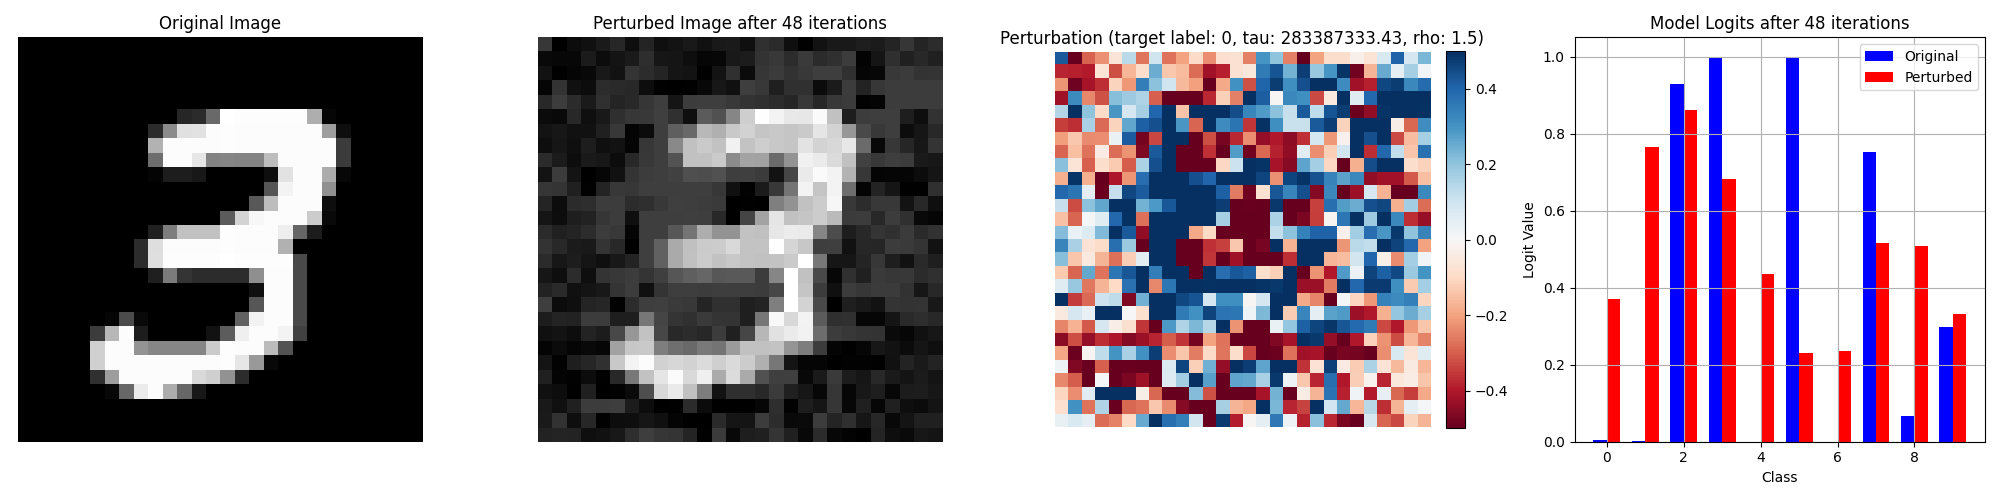 Original Image
Perturbed Image after 48 iterations
Perturbation (target label: 0, tau: 283387333.43, rho: 1.5)
0.4
0.2
0.0
−0.2
−0.4
Model Logits after 48 iterations
Original
Perturbed
Logit Value
1.0
0.8
0.6
0.4
0.2
0.0
0 2 4 6 8
Class